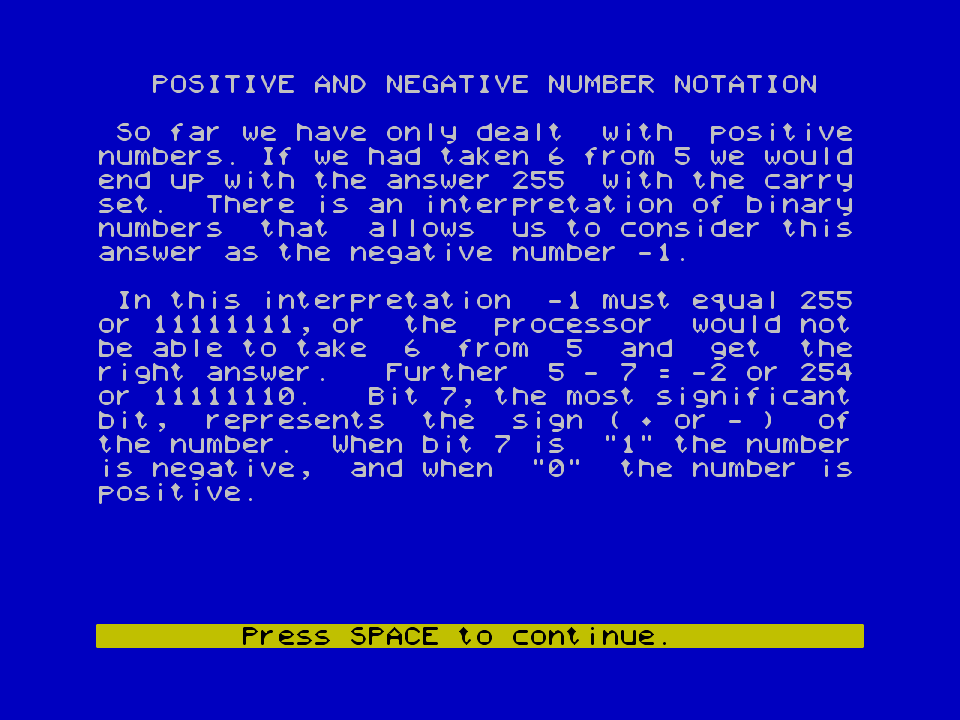 POSITIVE AND NEGATIVE NUMBER NOTATION
So far we have only dealt with positive
numbers. If we had taken 6 from 5 we would
end up with the answer 255 with the carry
set. There is an interpretation of binary
numbers that allows us to consider this
answer as the negative number -1.
In this interpretation -1 must equal 255
or 11111111, or the processor would not
be able to take 6 from 5 and get the
right answer. Further 5 - 7 = -2 or 254
or 11111110. Bit 7, the most significant
bit, represents the sign ( + or - ) of
the number. When bit 7 is "1" the number
is negative, and when "0" the number is
positive.
Press SPACE to continue.